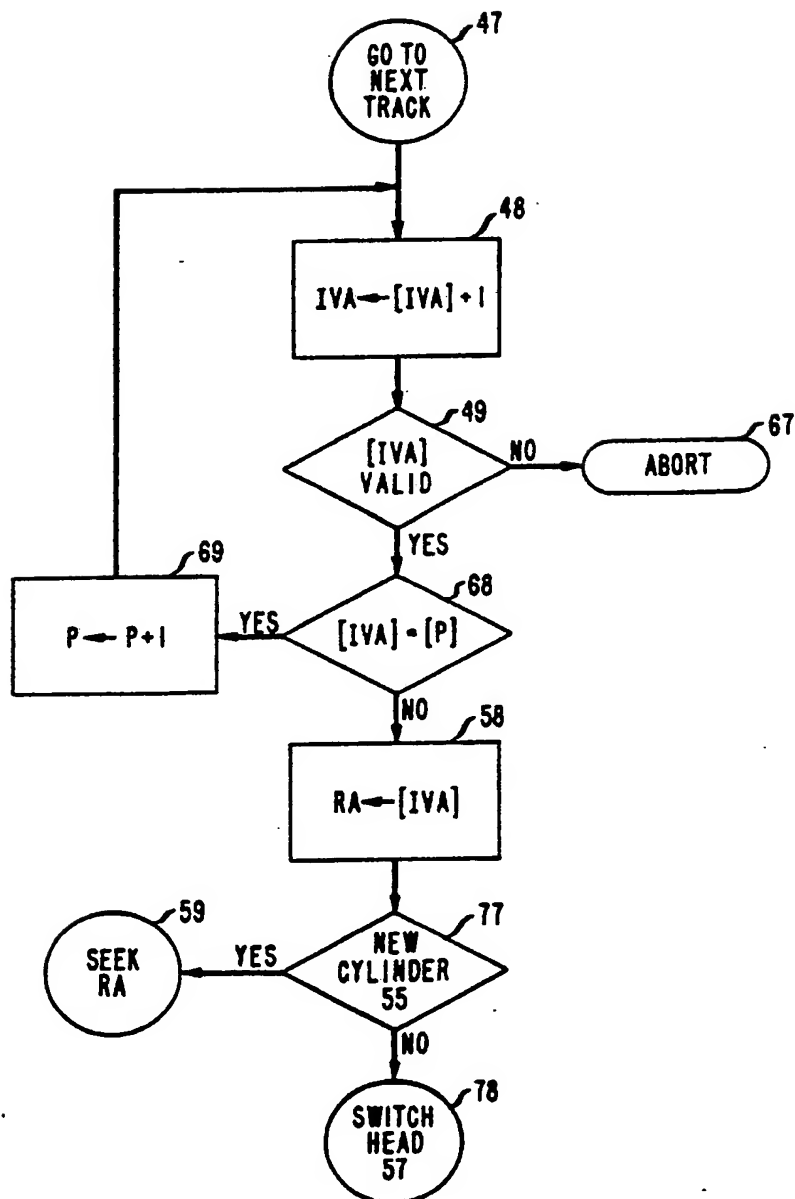 47
GO TO
NEXT
TRACK
48
IVA←[IVA]+1
49
[IVA]
VALID
NO
67
ABORT
YES
69
P←P+1
YES
68
[IVA]=[P]
NO
58
RA←[IVA]
59
SEEK
RA
YES
77
NEW
CYLINDER
55
NO
78
SWITCH
HEAD
57